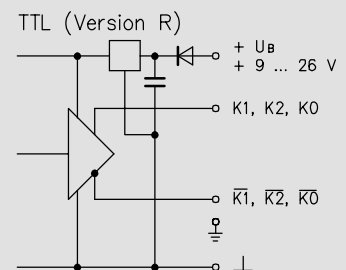 TTL (Version R)
+ UB
+ 9 ... 26 V
K1, K2, K0
K̅1̅, K̅2̅, K̅0̅